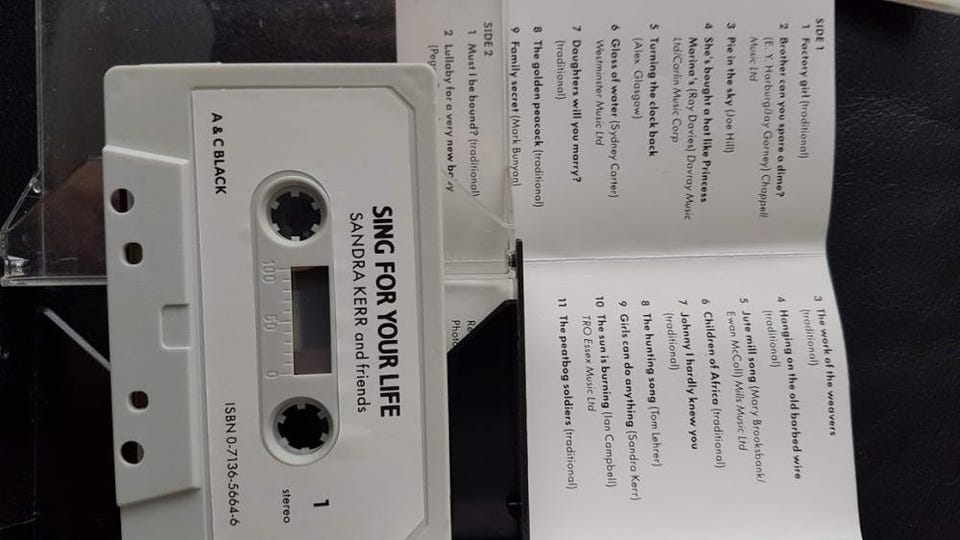 A & C BLACK
SING FOR YOUR LIFE
SANDRA KERR and friends
100 50 0
1
stereo
ISBN 0-7136-5664-6
SIDE 1
1 Factory girl (traditional)
2 Brother can you spare a dime?
(E. Y. Harburg/Jay Gorney) Chappell
Music Ltd
3 Pie in the sky (Joe Hill)
4 She's bought a hat like Princess
Marina's (Ray Davies) Davray Music
Ltd/Carlin Music Corp
5 Turning the clock back
(Alex Glasgow)
6 Glass of water (Sydney Carter)
Westminster Music Ltd
7 Daughters will you marry?
(traditional)
8 The golden peacock (traditional)
9 Family secret (Mark Bunyan)
SIDE 2
1 Must I be bound? (traditional)
2 Lullaby for a very new baby
3 The work of the weavers
(traditional)
4 Hanging on the old barbed wire
(traditional)
5 Jute mill song (Mary Brooksbank/
Ewan McColl) Mills Music Ltd
6 Children of Africa (traditional)
7 Johnny I hardly knew you
(traditional)
8 The hunting song (Tom Lehrer)
9 Girls can do anything (Sandra Kerr)
10 The sun is burning (Ian Campbell)
TRO Essex Music Ltd
11 The peatbog soldiers (traditional)